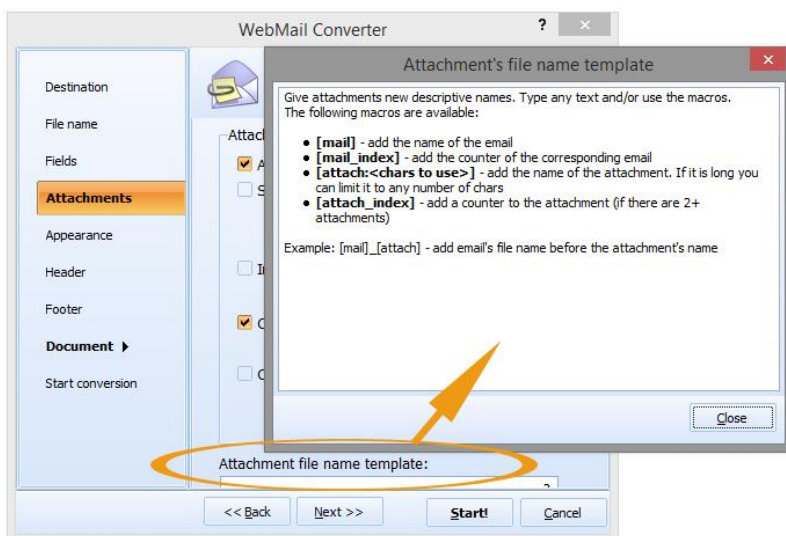 WebMail Converter
?
×
Destination
File name
Fields
Attachments
Appearance
Header
Footer
Document
Start conversion
Attachment file name template:
<< Back
Next >>
Start!
Cancel
Attachment's file name template
×
Give attachments new descriptive names. Type any text and/or use the macros.
The following macros are available:
• [mail] - add the name of the email
• [mail_index] - add the counter of the corresponding email
• [attach:<chars to use>] - add the name of the attachment. If it is long you
can limit it to any number of chars
• [attach_index] - add a counter to the attachment (if there are 2+
attachments)
Example: [mail]_[attach] - add email's file name before the attachment's name
Close